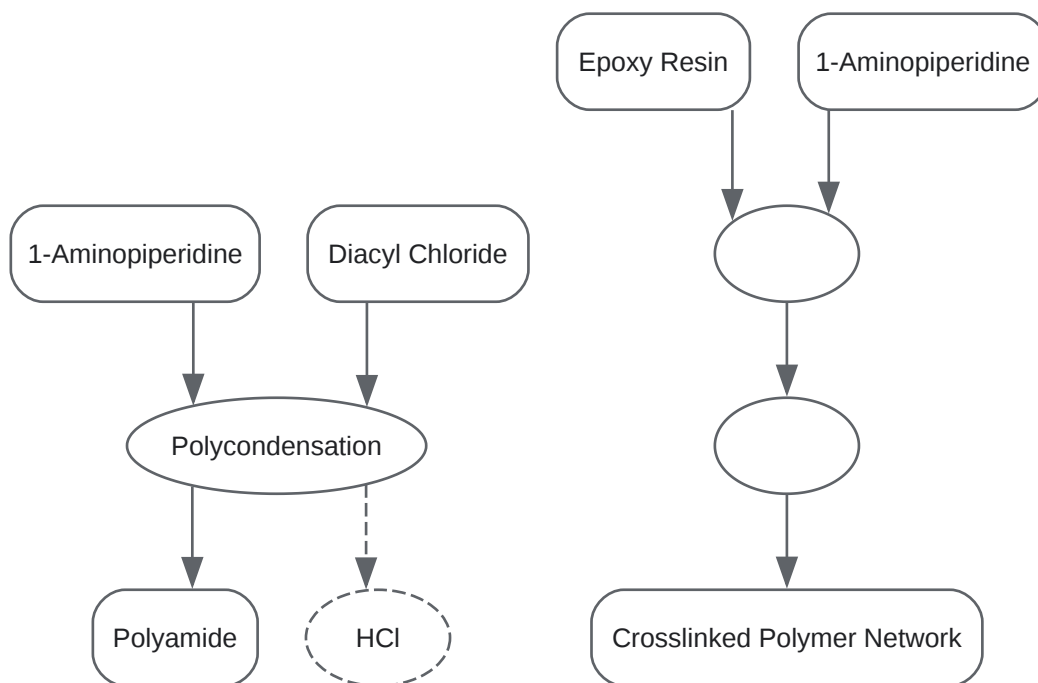 Epoxy Resin
1-Aminopiperidine
1-Aminopiperidine
Diacyl Chloride
Polycondensation
Polyamide
HCl
Crosslinked Polymer Network